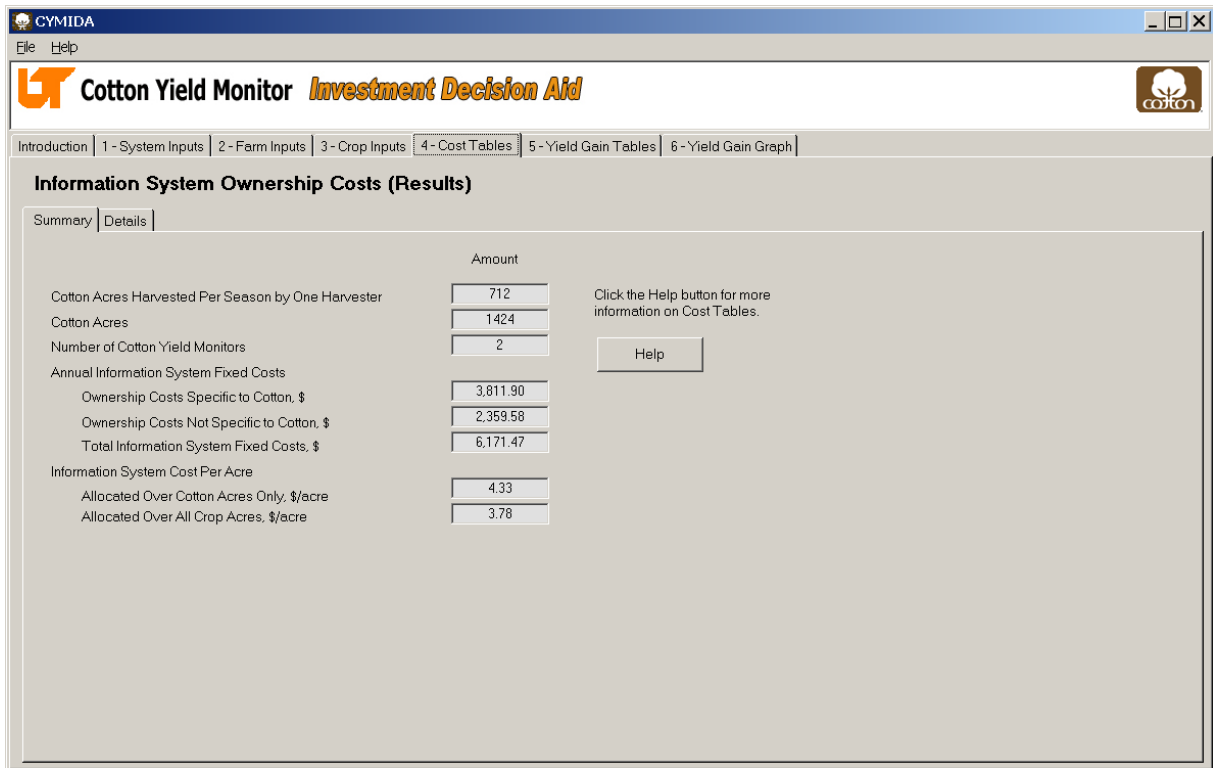 CYMIDA
File Help
UT Cotton Yield Monitor Investment Decision Aid
cotton.
Introduction 1 - System Inputs 2 - Farm Inputs 3 - Crop Inputs 4 - Cost Tables 5 - Yield Gain Tables 6 - Yield Gain Graph
Information System Ownership Costs (Results)
Summary Details
Amount
Cotton Acres Harvested Per Season by One Harvester 712
Cotton Acres 1424
Number of Cotton Yield Monitors 2
Annual Information System Fixed Costs
Ownership Costs Specific to Cotton, $ 3,811.90
Ownership Costs Not Specific to Cotton, $ 2,359.58
Total Information System Fixed Costs, $ 6,171.47
Information System Cost Per Acre
Allocated Over Cotton Acres Only, $/acre 4.33
Allocated Over All Crop Acres, $/acre 3.78
Click the Help button for more
information on Cost Tables.
Help